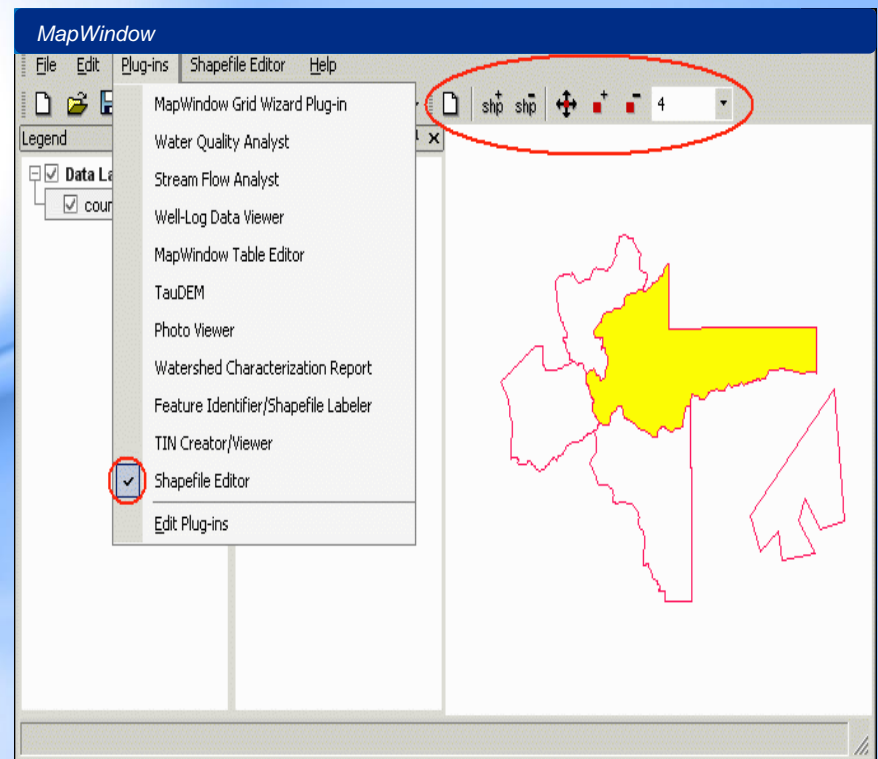 MapWindow
File Edit Plug-ins Shapefile Editor Help
shp shp 4
Legend
Data La
cour
MapWindow Grid Wizard Plug-in
Water Quality Analyst
Stream Flow Analyst
Well-Log Data Viewer
MapWindow Table Editor
TauDEM
Photo Viewer
Watershed Characterization Report
Feature Identifier/Shapefile Labeler
TIN Creator/Viewer
Shapefile Editor
Edit Plug-ins